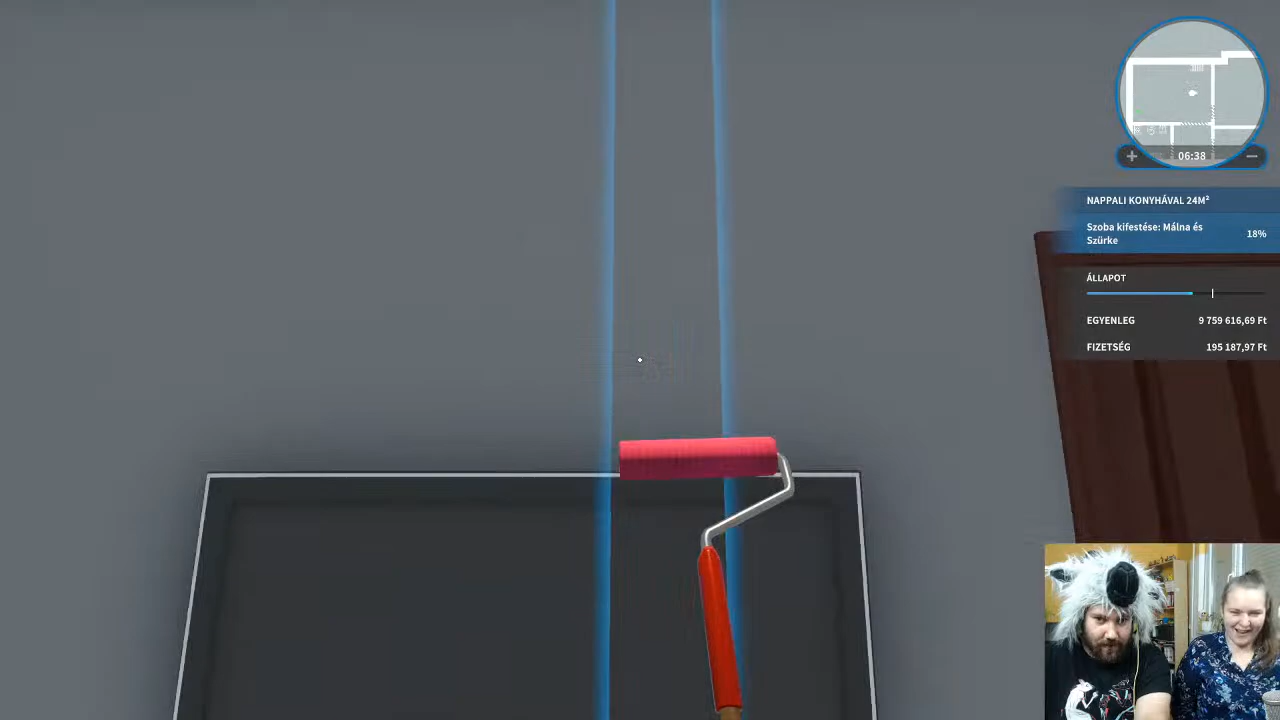 06:38
NAPPALI KONYHÁVAL 24M²
Szoba kifestése: Málna és
Szürke
18%
ÁLLAPOT
EGYENLEG 9 759 616,69 Ft
FIZETSÉG 195 187,97 Ft